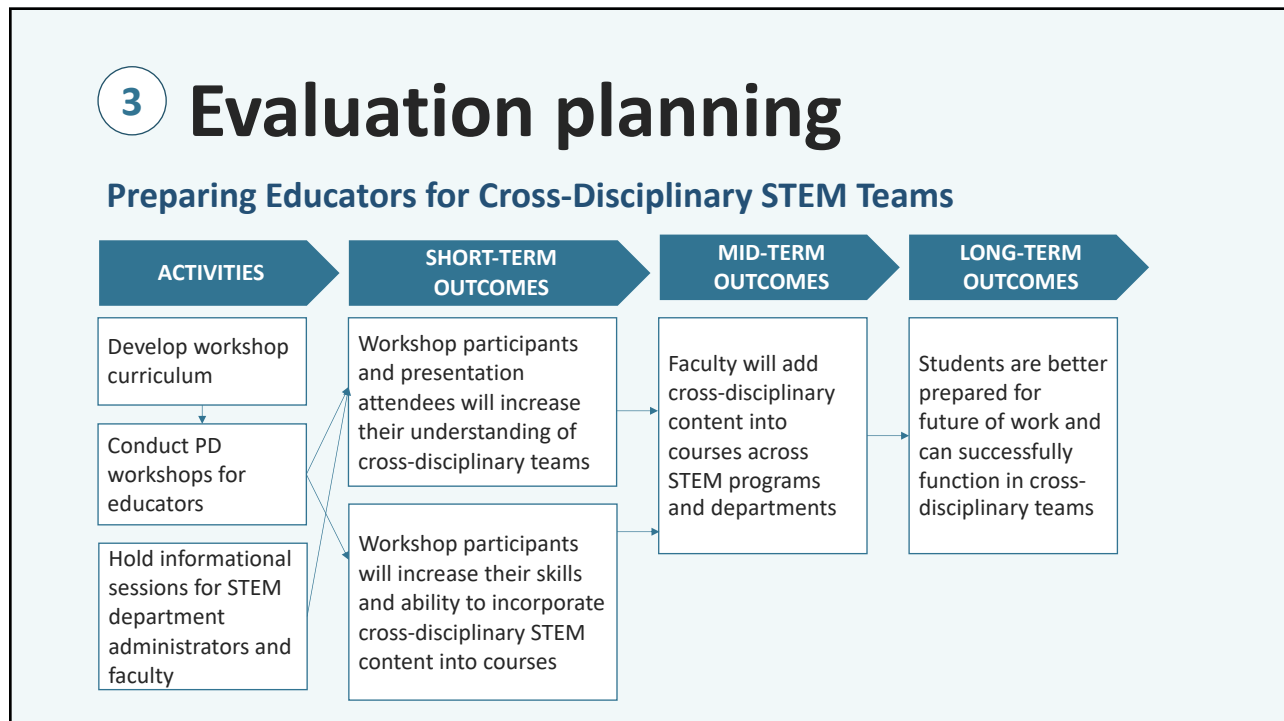 3 Evaluation planning
Preparing Educators for Cross-Disciplinary STEM Teams
ACTIVITIES
Develop workshop
curriculum
Conduct PD
workshops for
educators
Hold informational
sessions for STEM
department
administrators and
faculty
SHORT-TERM
OUTCOMES
Workshop participants
and presentation
attendees will increase
their understanding of
cross-disciplinary teams
Workshop participants
will increase their skills
and ability to incorporate
cross-disciplinary STEM
content into courses
MID-TERM
OUTCOMES
Faculty will add
cross-disciplinary
content into
courses across
STEM programs
and departments
LONG-TERM
OUTCOMES
Students are better
prepared for
future of work and
can successfully
function in cross-
disciplinary teams